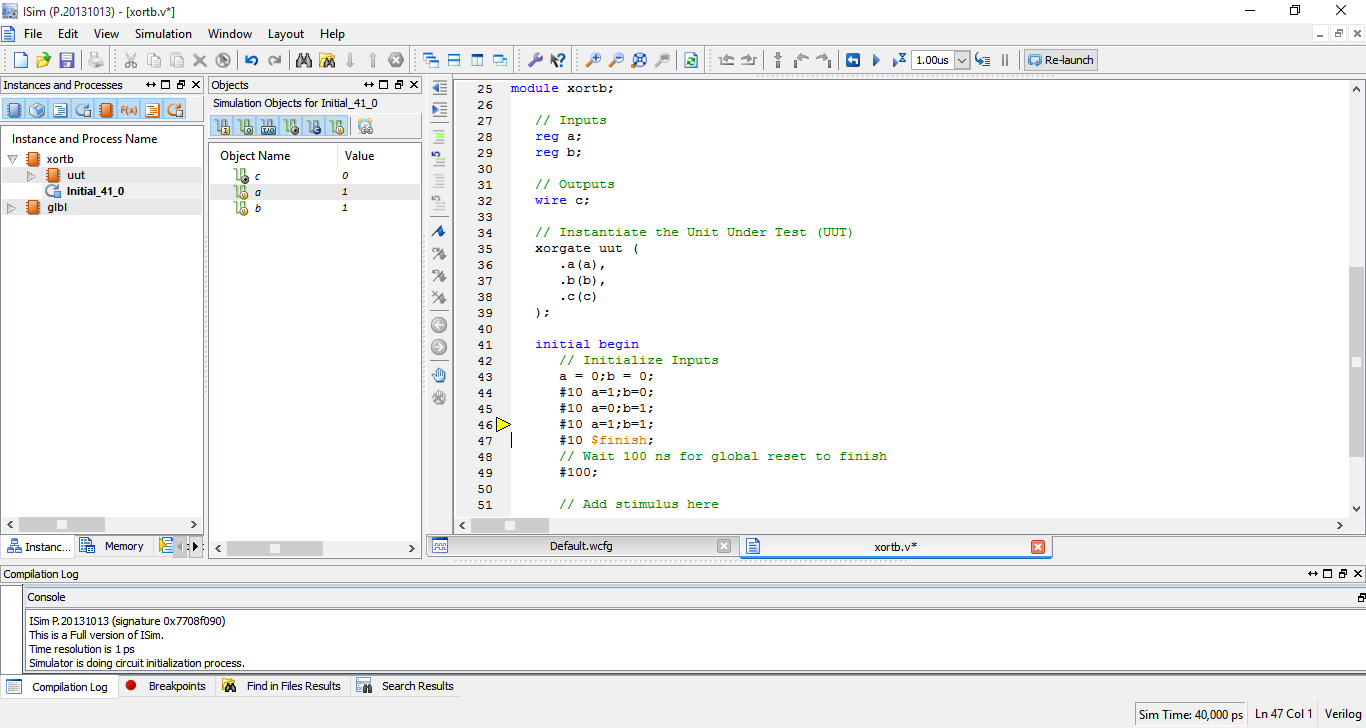 ISim (P.20131013) - [xortb.v*]
File Edit View Simulation Window Layout Help
1.00us
Re-launch
Instances and Processes
F(x)
Instance and Process Name
xortb
uut
Initial_41_0
glbl
Instanc...
Memory
Objects
Simulation Objects for Initial_41_0
Object Name Value
c 0
a 1
b 1
25 module xortb;
26
27 // Inputs
28 reg a;
29 reg b;
30
31 // Outputs
32 wire c;
33
34 // Instantiate the Unit Under Test (UUT)
35 xorgate uut (
36 .a(a),
37 .b(b),
38 .c(c)
39 );
40
41 initial begin
42 // Initialize Inputs
43 a = 0;b = 0;
44 #10 a=1;b=0;
45 #10 a=0;b=1;
46 #10 a=1;b=1;
47 #10 $finish;
48 // Wait 100 ns for global reset to finish
49 #100;
50
51 // Add stimulus here
Default.wcfg
xortb.v*
Compilation Log
Console
ISim P.20131013 (signature 0x7708f090)
This is a Full version of ISim.
Time resolution is 1 ps
Simulator is doing circuit initialization process.
Compilation Log Breakpoints Find in Files Results Search Results
Sim Time: 40,000 ps Ln 47 Col 1 Verilog